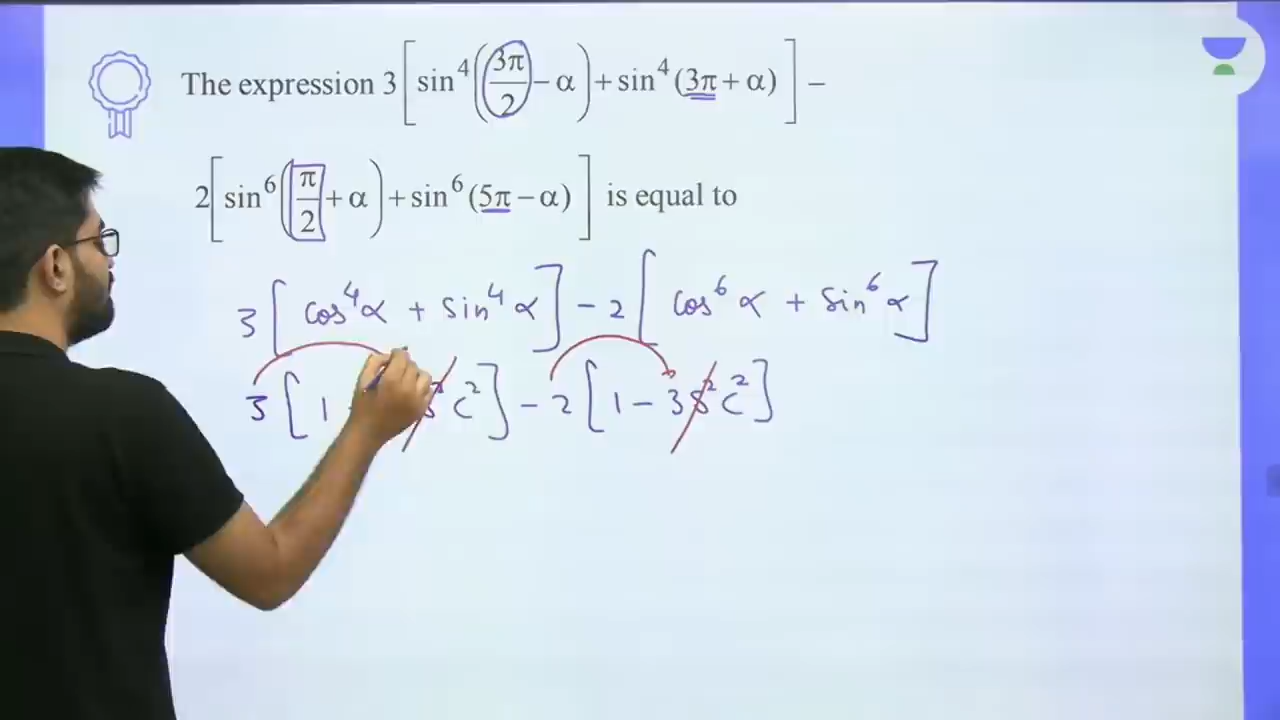 The expression 3[sin⁴(3π/2 − α) + sin⁴(3π + α)] −
2[sin⁶(π/2 + α) + sin⁶(5π − α)] is equal to
3[cos⁴α + sin⁴α] − 2[cos⁶α + sin⁶α]
3[1 − s²c²] − 2[1 − 3s²c²]